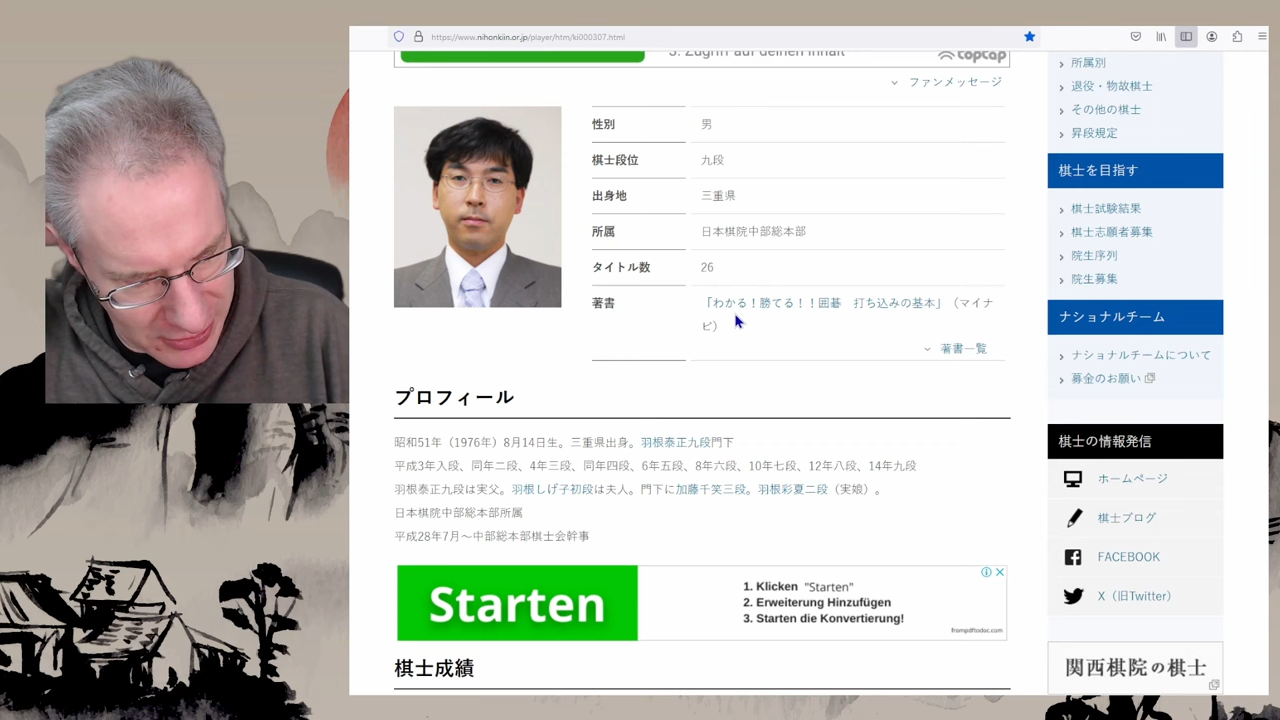 https://www.nihonkiin.or.jp/player/htm/ki000307.html
3. Zugriff auf deinen Inhalt
copcap
ファンメッセージ
性別 男
棋士段位 九段
出身地 三重県
所属 日本棋院中部総本部
タイトル数 26
著書 「わかる！勝てる！！囲碁　打ち込みの基本」（マイナ
ビ）
著書一覧
プロフィール
昭和51年（1976年）8月14日生。三重県出身。羽根泰正九段門下
平成3年入段、同年二段、4年三段、同年四段、6年五段、8年六段、10年七段、12年八段、14年九段
羽根泰正九段は実父。羽根しげ子初段は夫人。門下に加藤千笑三段。羽根彩夏二段（実娘）。
日本棋院中部総本部所属
平成28年7月～中部総本部棋士会幹事
Starten
1. Klicken "Starten"
2. Erweiterung Hinzufügen
3. Starten die Konvertierung!
frompdftodoc.com
棋士成績
所属別
退役・物故棋士
その他の棋士
昇段規定
棋士を目指す
棋士試験結果
棋士志願者募集
院生序列
院生募集
ナショナルチーム
ナショナルチームについて
募金のお願い
棋士の情報発信
ホームページ
棋士ブログ
FACEBOOK
X（旧Twitter）
関西棋院の棋士